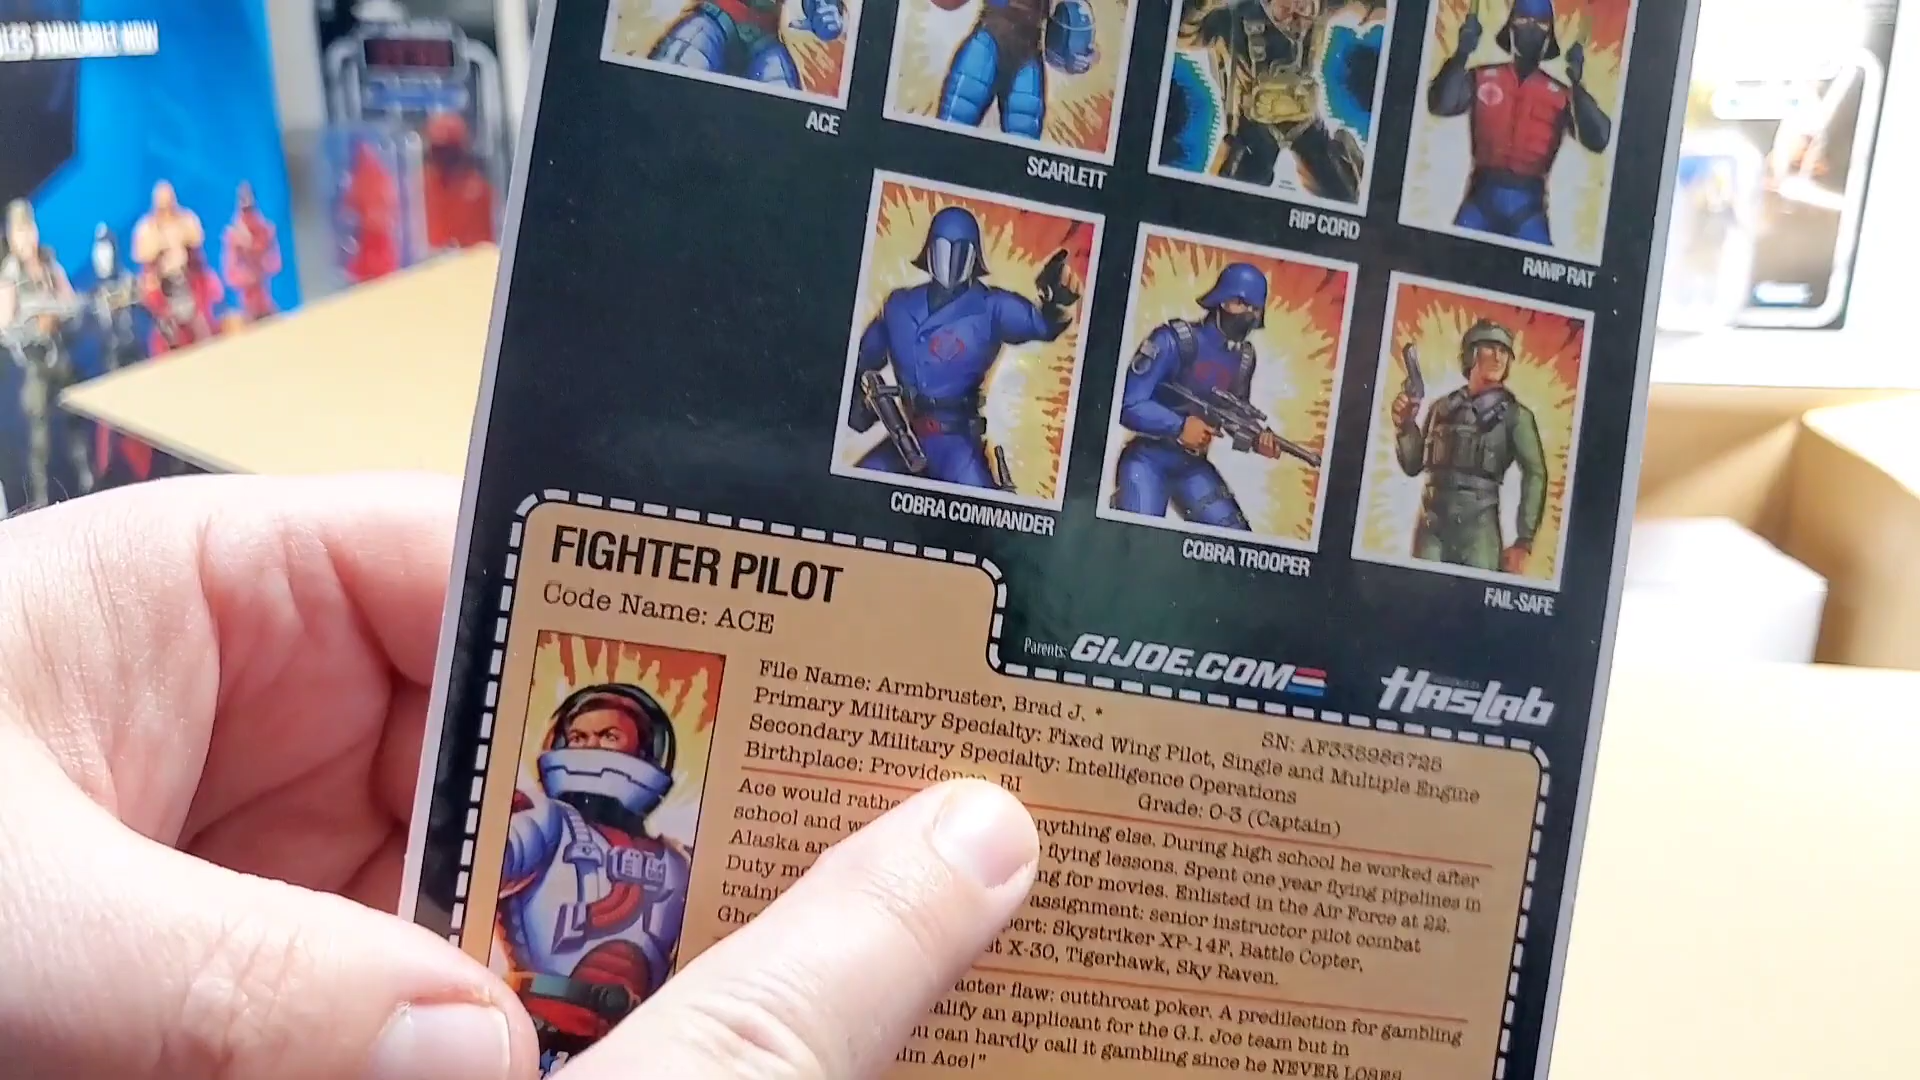 AVAILABLE NOW
ACE
SCARLETT
RIP CORD
RAMP RAT
COBRA COMMANDER
COBRA TROOPER
FAIL-SAFE
Parents: GIJOE.COM
HASLAB
FIGHTER PILOT
Code Name: ACE
File Name: Armbruster, Brad J. *
SN: AF335986728
Primary Military Specialty: Fixed Wing Pilot, Single and Multiple Engine
Secondary Military Specialty: Intelligence Operations
Birthplace: Providence, RI
Grade: O-3 (Captain)
Ace would rather anything else. During high school he worked after
school and flying lessons. Spent one year flying pipelines in
Alaska for movies. Enlisted in the Air Force at 22.
Duty assignment: senior instructor pilot combat
Skystriker XP-14F, Battle Copter,
X-30, Tigerhawk, Sky Raven.
flaw: cutthroat poker. A predilection for gambling
an applicant for the G.I. Joe team but in
can hardly call it gambling since he NEVER LOSES
Ace!"